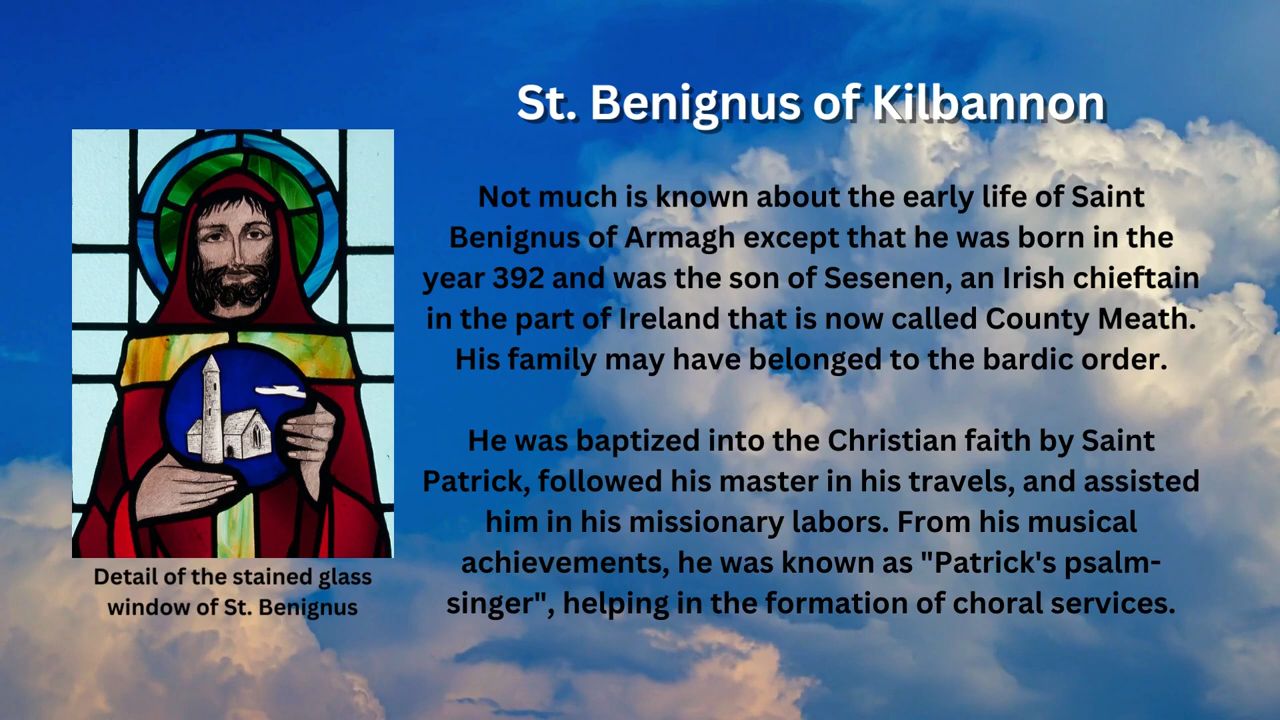 St. Benignus of Kilbannon
Not much is known about the early life of Saint
Benignus of Armagh except that he was born in the
year 392 and was the son of Sesenen, an Irish chieftain
in the part of Ireland that is now called County Meath.
His family may have belonged to the bardic order.
He was baptized into the Christian faith by Saint
Patrick, followed his master in his travels, and assisted
him in his missionary labors. From his musical
achievements, he was known as "Patrick's psalm-
singer", helping in the formation of choral services.
Detail of the stained glass
window of St. Benignus